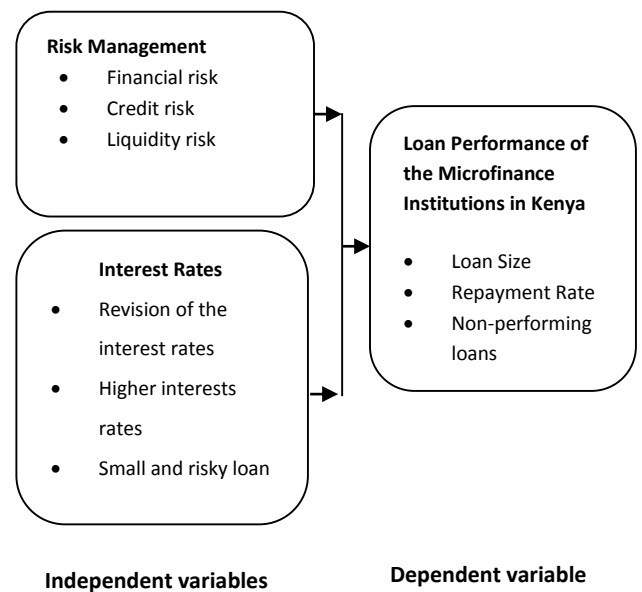 Risk Management
• Financial risk
• Credit risk
• Liquidity risk
Interest Rates
• Revision of the
interest rates
• Higher interests
rates
• Small and risky loan
Independent variables
Loan Performance of
the Microfinance
Institutions in Kenya
• Loan Size
• Repayment Rate
• Non-performing
loans
Dependent variable